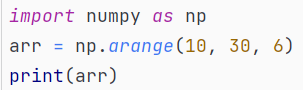 import numpy as np
arr = np.arange(10, 30, 6)
print(arr)